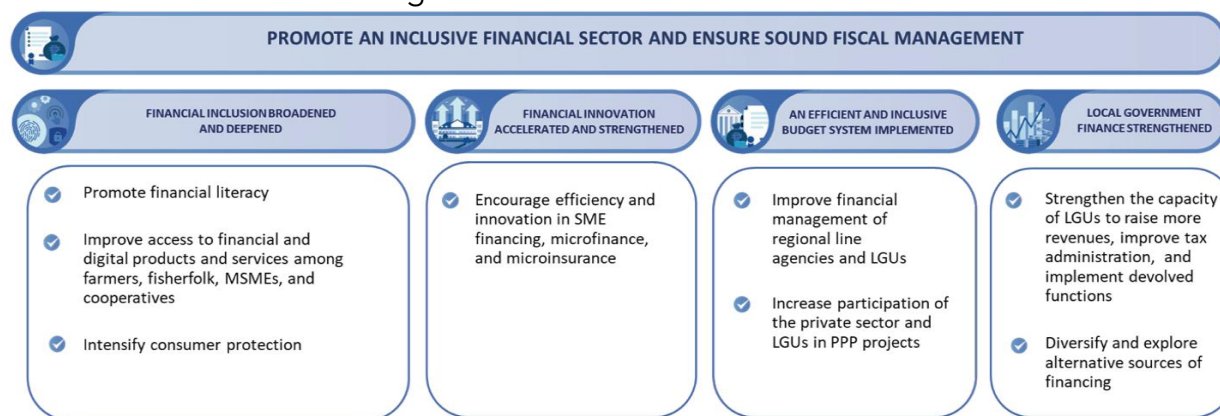 PROMOTE AN INCLUSIVE FINANCIAL SECTOR AND ENSURE SOUND FISCAL MANAGEMENT
FINANCIAL INCLUSION BROADENED
AND DEEPENED
Promote financial literacy
Improve access to financial and
digital products and services among
farmers, fisherfolk, MSMEs, and
cooperatives
Intensify consumer protection
FINANCIAL INNOVATION
ACCELERATED AND STRENGTHENED
Encourage efficiency and
innovation in SME
financing, microfinance,
and microinsurance
AN EFFICIENT AND INCLUSIVE
BUDGET SYSTEM IMPLEMENTED
Improve financial
management of
regional line
agencies and LGUs
Increase participation of
the private sector and
LGUs in PPP projects
LOCAL GOVERNMENT
FINANCE STRENGTHENED
Strengthen the capacity
of LGUs to raise more
revenues, improve tax
administration, and
implement devolved
functions
Diversify and explore
alternative sources of
financing